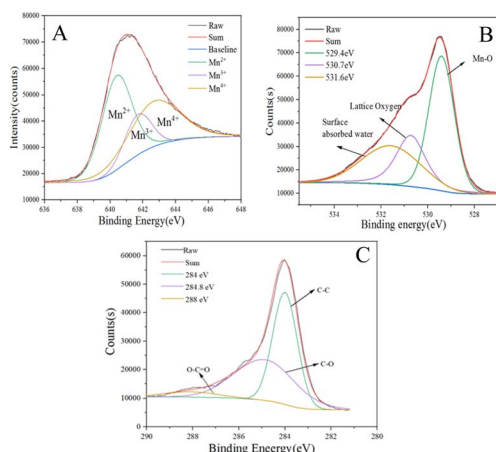 A
Raw
Sum
Baseline
Mn2+
Mn3+
Mn4+
Mn2+
Mn3+
Mn4+
Intensity(counts)
80000
70000
60000
50000
40000
30000
20000
10000
636 638 640 642 644 646 648
Binding Energy(eV)
B
Raw
Sum
529.4eV
530.7eV
531.6eV
Mn-O
Lattice Oxygen
Surface
absorbed water
Counts(s)
80000
70000
60000
50000
40000
30000
20000
10000
534 532 530 528
Binding energy(eV)
C
Raw
Sum
284 eV
284.8 eV
288 eV
C-C
C-O
O-C=O
Counts(s)
70000
60000
50000
40000
30000
20000
10000
0
290 288 286 284 282 280
Binding Eneregy(eV)